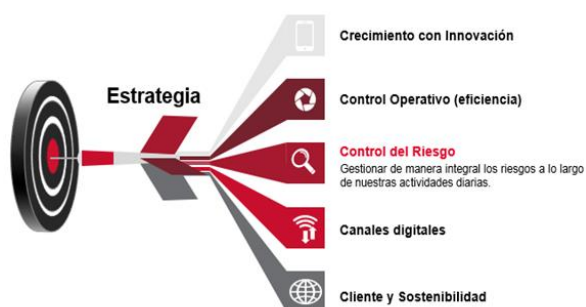 Crecimiento con Innovación
Estrategia
Control Operativo (eficiencia)
Control del Riesgo
Gestionar de manera integral los riesgos a lo largo
de nuestras actividades diarias.
Canales digitales
Cliente y Sostenibilidad